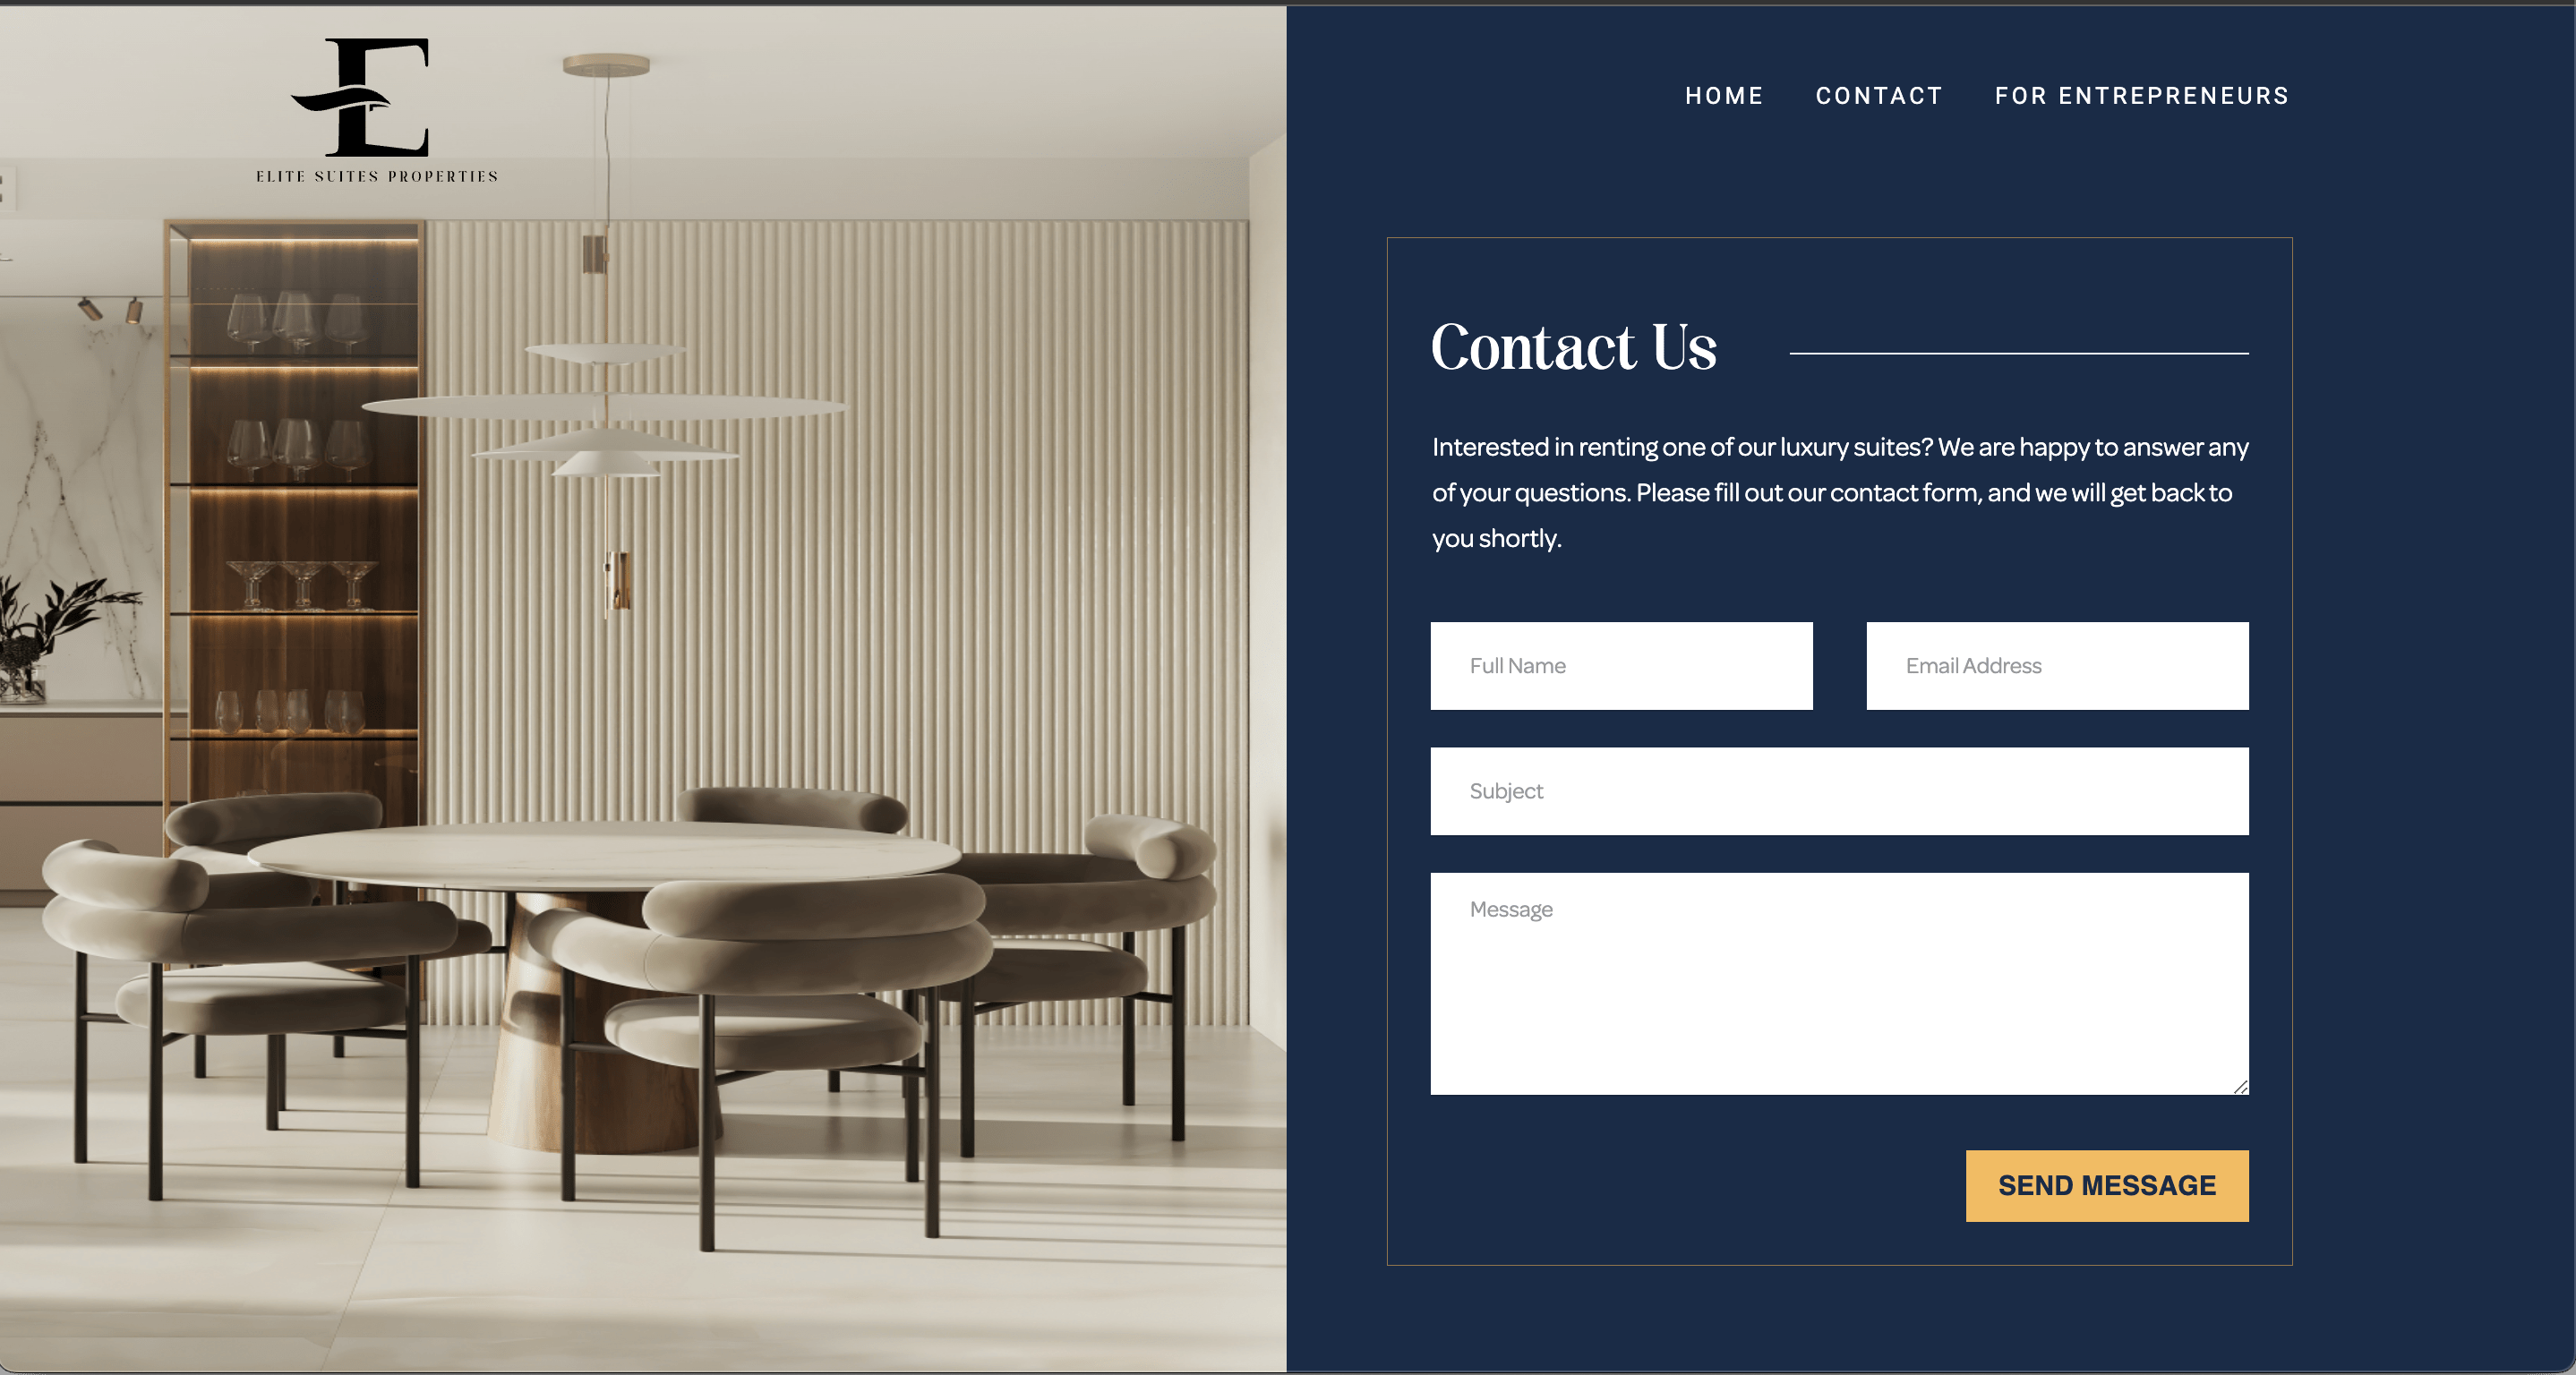 ELITE SUITES PROPERTIES
HOME CONTACT FOR ENTREPRENEURS
Contact Us
Interested in renting one of our luxury suites? We are happy to answer any
of your questions. Please fill out our contact form, and we will get back to
you shortly.
Full Name
Email Address
Subject
Message
SEND MESSAGE